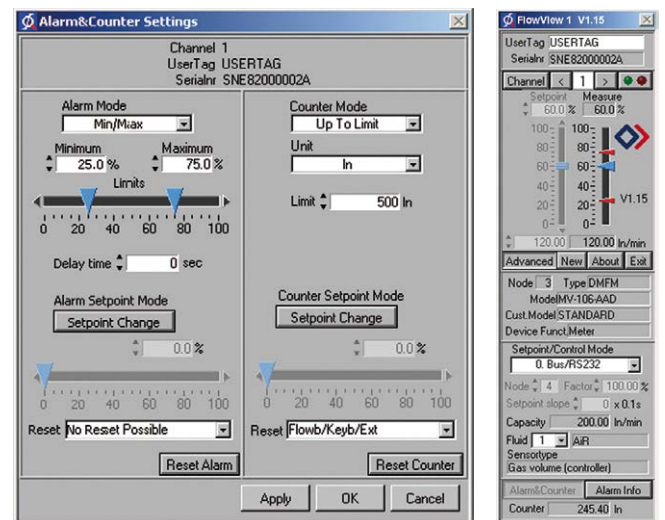 Alarm&Counter Settings
Channel 1
UserTag USERTAG
Serialnr SNE82000002A
Alarm Mode
Min/Max
Minimum
Maximum
25.0 %
75.0 %
Limits
0 20 40 60 80 100
Delay time 0 sec
Alarm Setpoint Mode
Setpoint Change
0.0 %
0 20 40 60 80 100
Reset No Reset Possible
Reset Alarm
Counter Mode
Up To Limit
Unit
ln
Limit 500 ln
Counter Setpoint Mode
Setpoint Change
0.0 %
0 20 40 60 80 100
Reset Flowb/Keyb/Ext
Reset Counter
Apply OK Cancel
FlowView 1 V1.15
UserTag USERTAG
Serialnr SNE82000002A
Channel < 1 >
Setpoint Measure
60.0 % 60.0 %
100 100
80 80
60 60
40 40
20 20
0 0
V1.15
120.00 120.00 ln/min
Advanced New About Exit
Node 3 Type DMFM
Model MV-106-AAD
Cust.Model STANDARD
Device Funct. Meter
Setpoint/Control Mode
0. Bus/RS232
Node 4 Factor 100.00 %
Setpoint slope 0 x 0.1s
Capacity 200.00 ln/min
Fluid 1 AiR
Sensortype
Gas volume (controller)
Alarm&Counter Alarm Info
Counter 245.40 ln